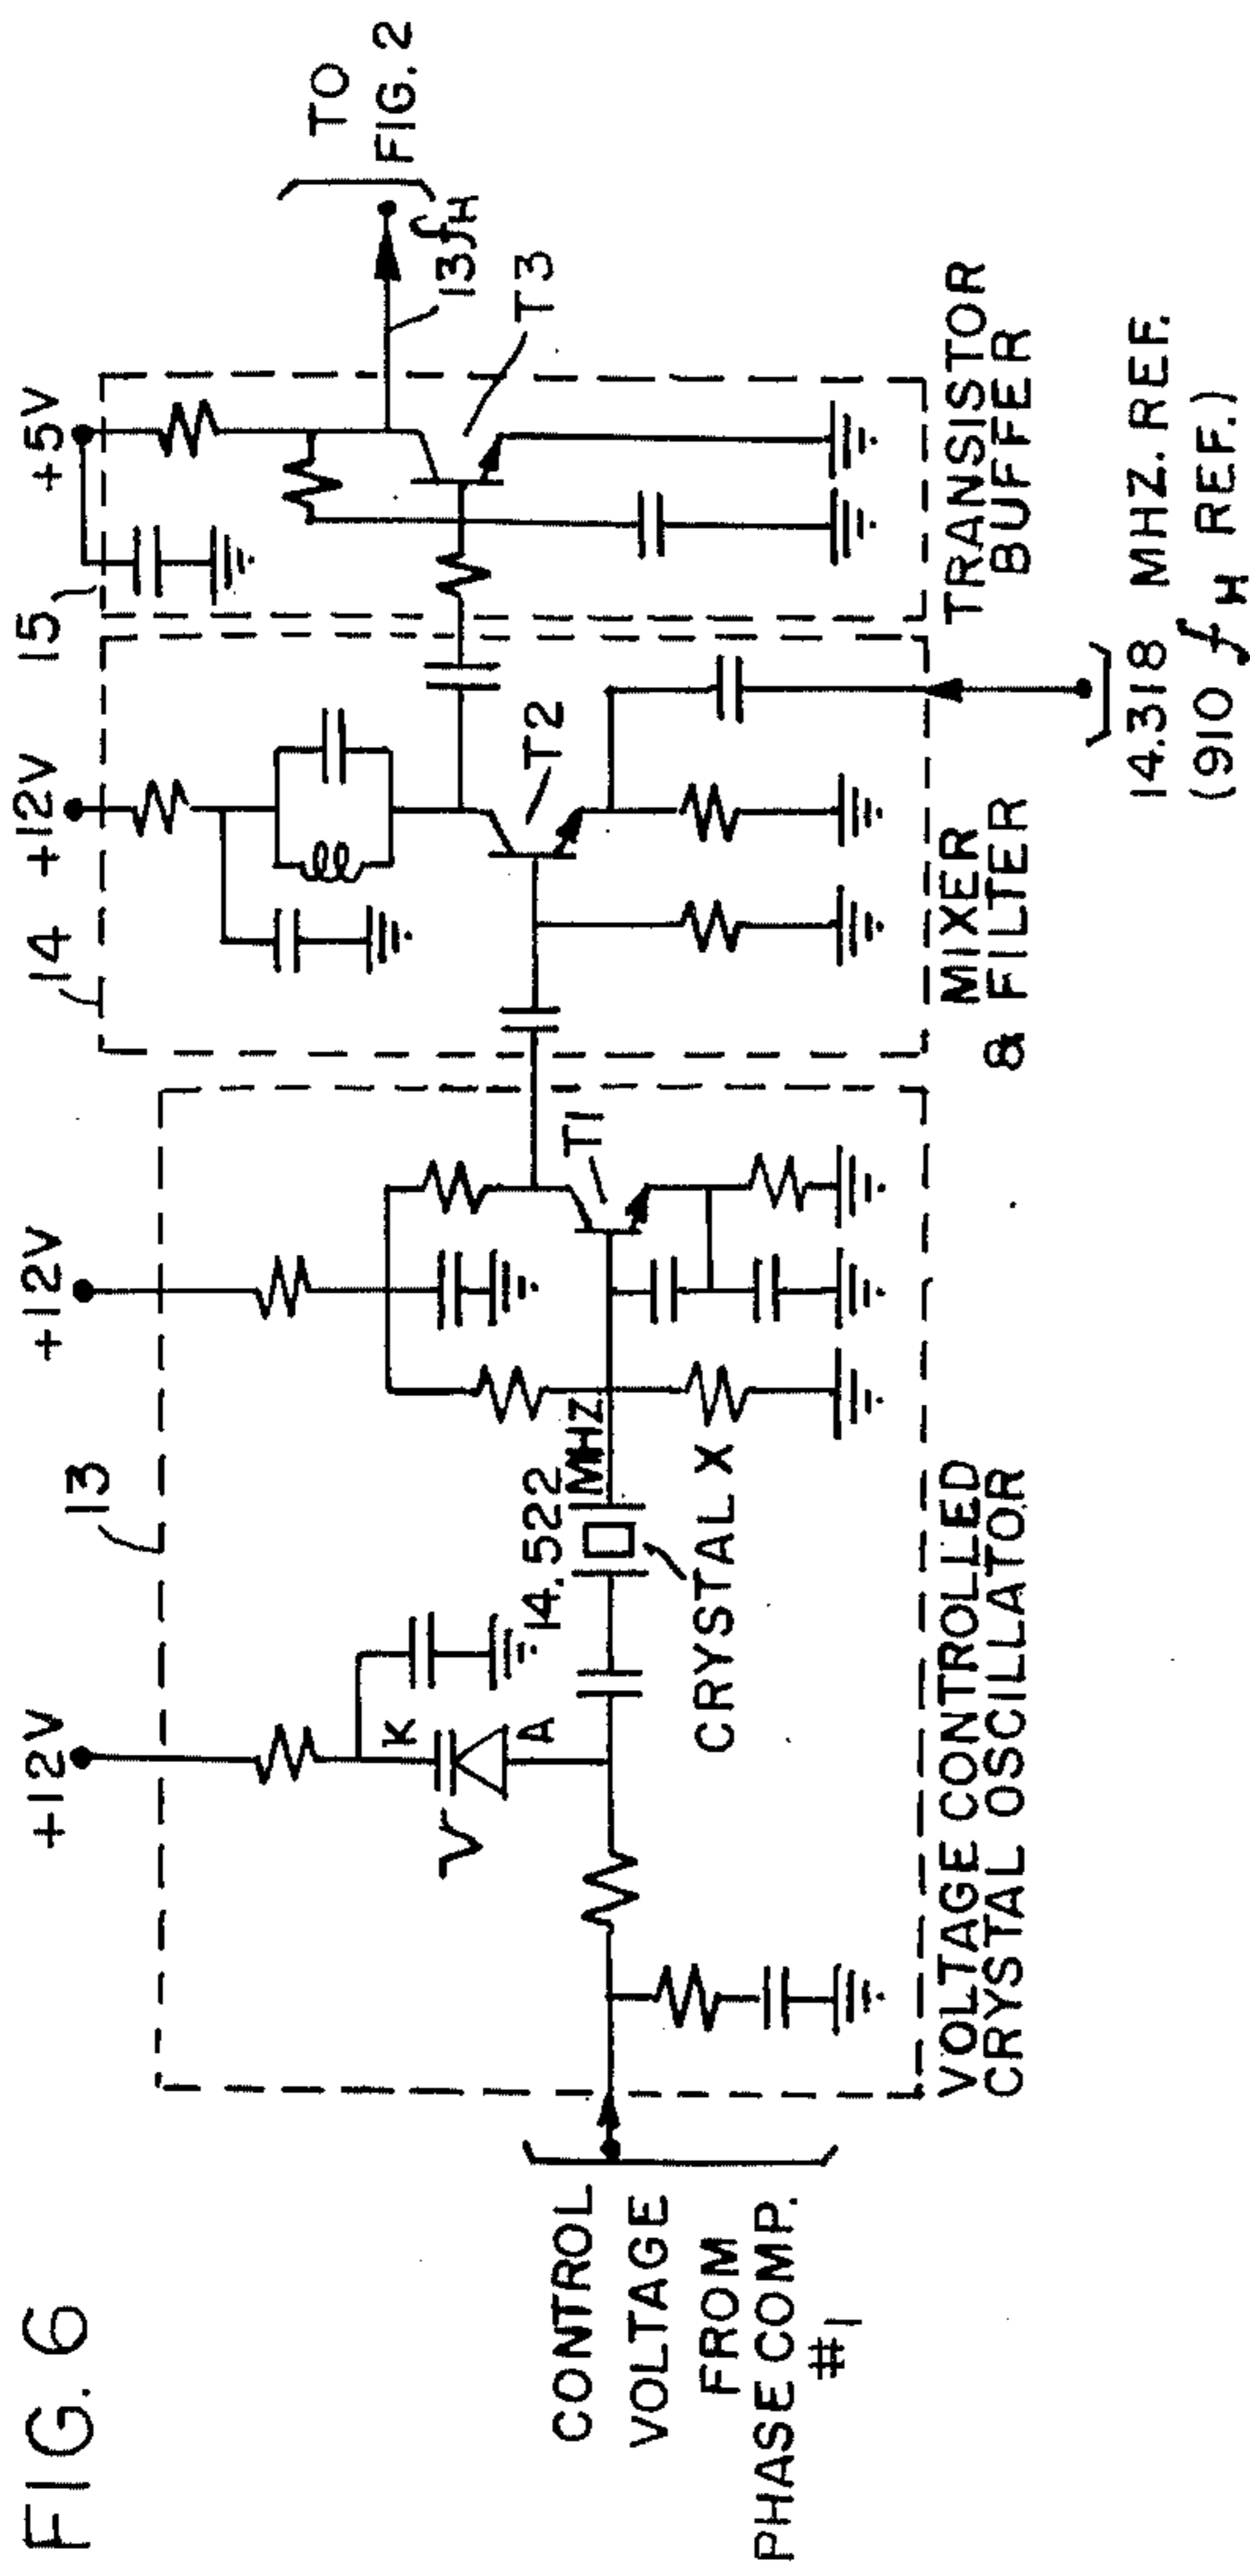 FIG. 6
+12V
+12V
+12V
+5V
13
14
15
TO
FIG. 2
13fH
K
V
A
14.522
MHZ
CRYSTAL X
T1
T2
T3
CONTROL
VOLTAGE
FROM
PHASE COMP.
#1
VOLTAGE CONTROLLED
CRYSTAL OSCILLATOR
MIXER
& FILTER
TRANSISTOR
BUFFER
14.318 MHZ. REF.
(910 fH REF.)